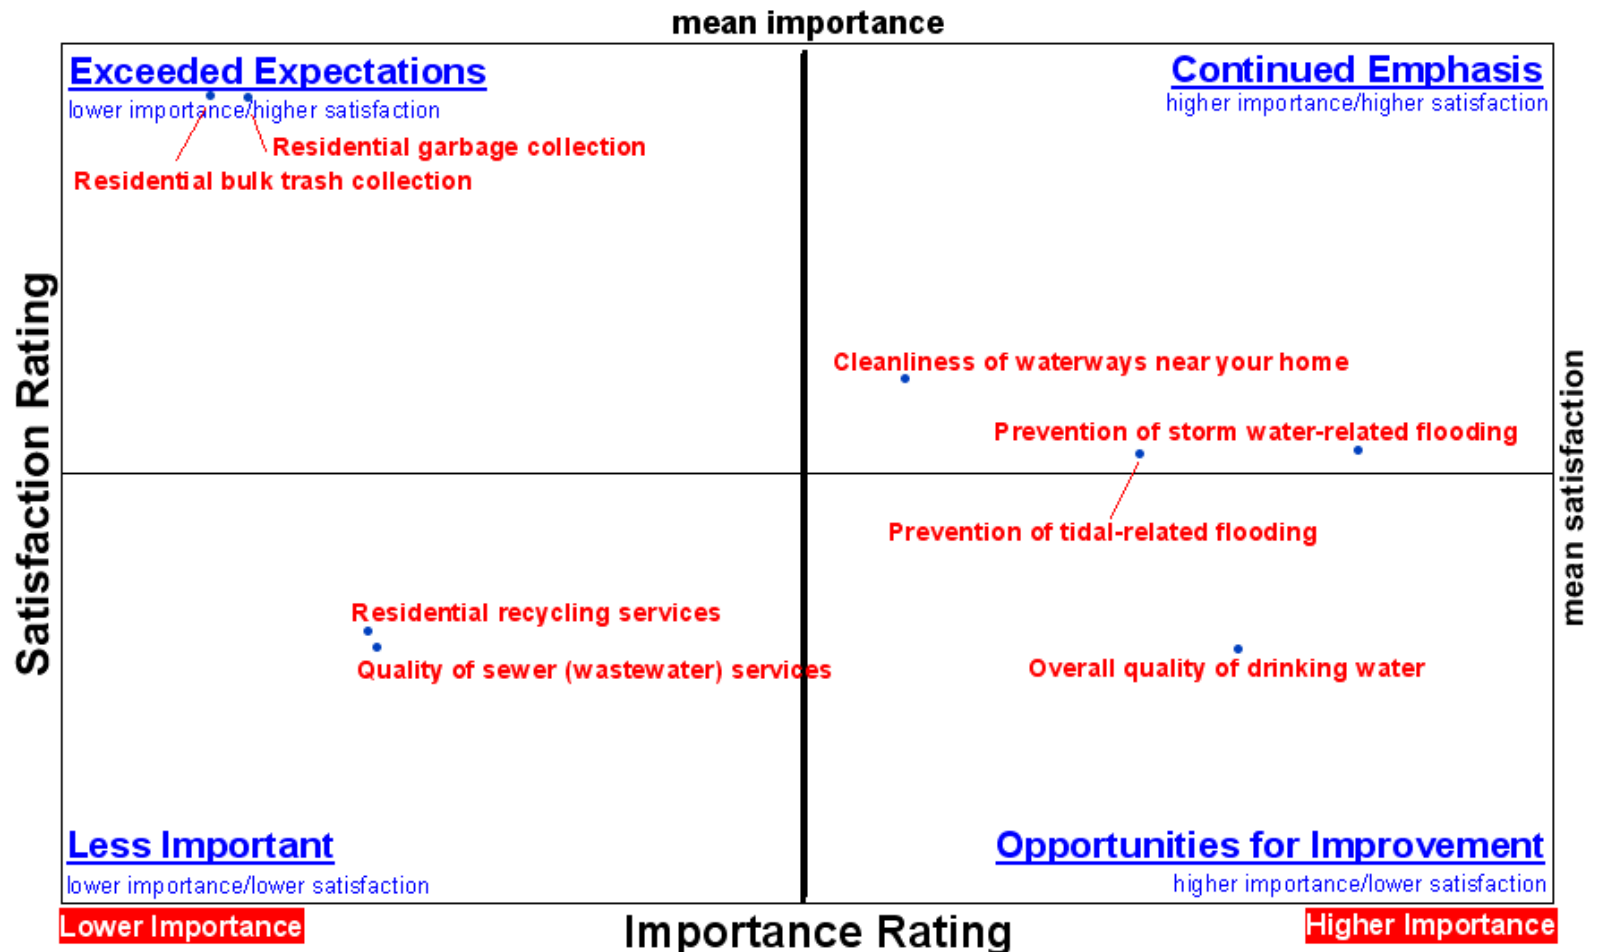 mean importance
Exceeded Expectations
lower importance/higher satisfaction
Continued Emphasis
higher importance/higher satisfaction
Residential garbage collection
Residential bulk trash collection
Satisfaction Rating
mean satisfaction
Cleanliness of waterways near your home
Prevention of storm water-related flooding
Prevention of tidal-related flooding
Residential recycling services
Quality of sewer (wastewater) services
Overall quality of drinking water
Less Important
lower importance/lower satisfaction
Opportunities for Improvement
higher importance/lower satisfaction
Lower Importance
Importance Rating
Higher Importance